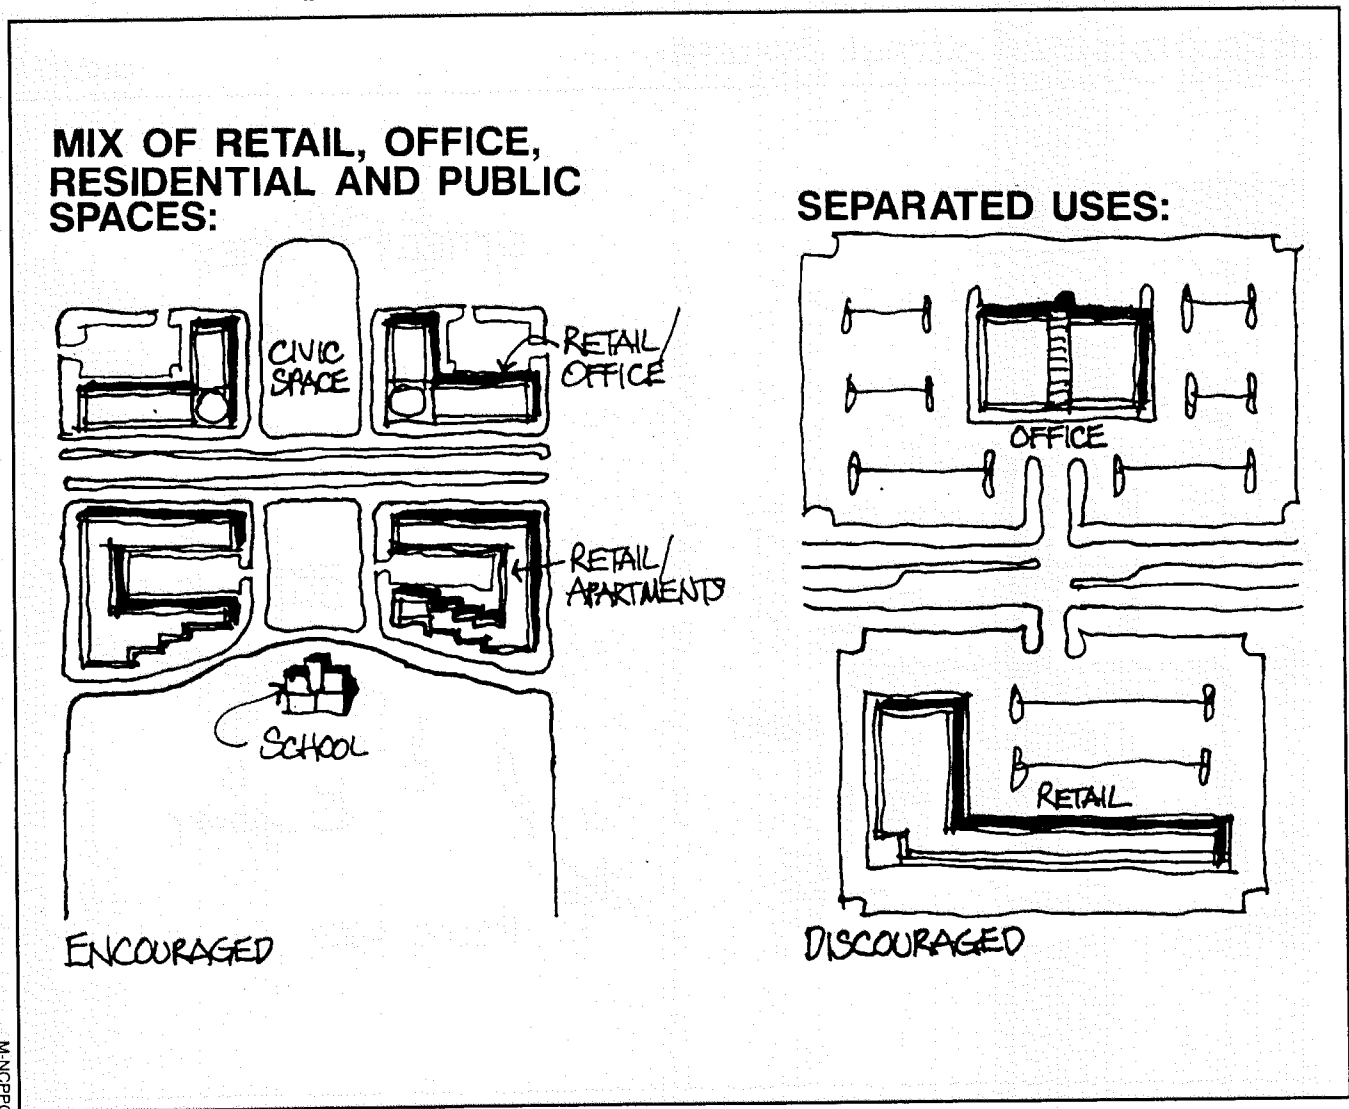 MIX OF RETAIL, OFFICE,
RESIDENTIAL AND PUBLIC
SPACES:
CIVIC
SPACE
RETAIL/
OFFICE
RETAIL/
APARTMENTS
SCHOOL
ENCOURAGED
SEPARATED USES:
OFFICE
RETAIL
DISCOURAGED